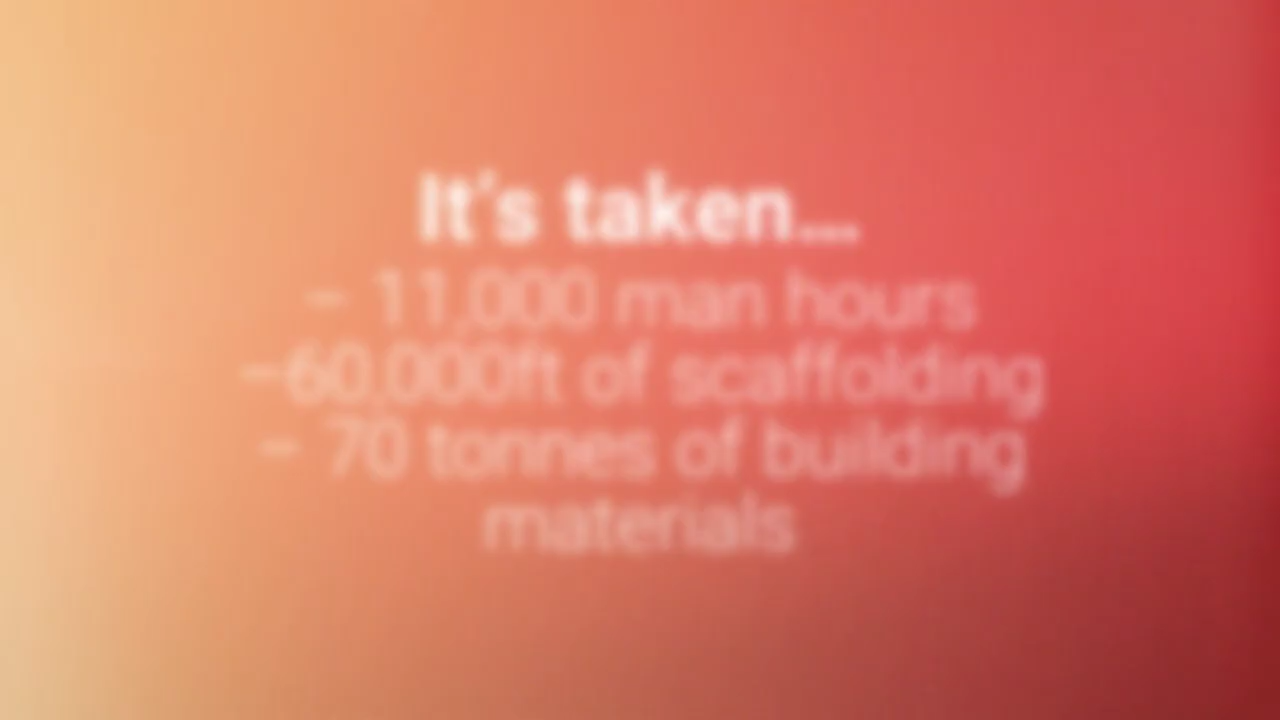 It's taken...
- 11,000 man hours
-60,000ft of scaffolding
- 70 tonnes of building
materials